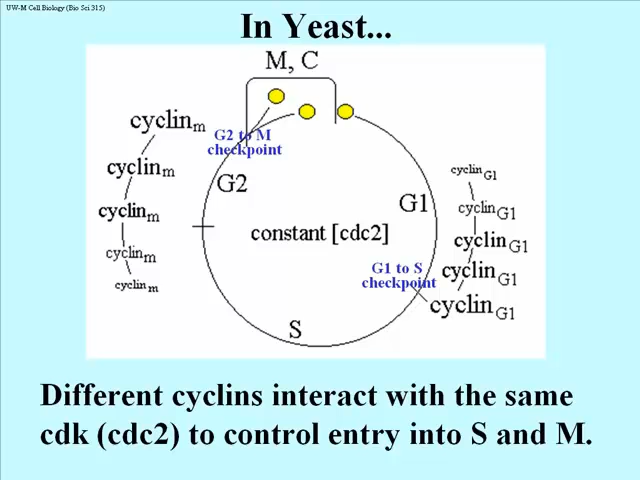 UW-M Cell Biology (Bio Sci 315)
In Yeast...
M, C
cyclinm
G2 to M
checkpoint
cyclinm
G2
cyclinm
cyclinm
cyclinm
constant [cdc2]
G1
cyclinG1
cyclinG1
cyclinG1
cyclinG1
cyclinG1
G1 to S
checkpoint
S
Different cyclins interact with the same
cdk (cdc2) to control entry into S and M.